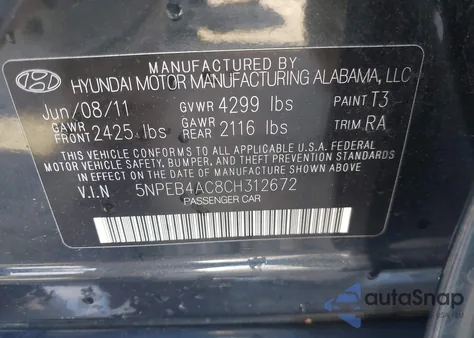 MANUFACTURED BY
HYUNDAI MOTOR MANUFACTURING ALABAMA, LLC
Jun/08/11 GVWR 4299 lbs PAINT T3
GAWR FRONT 2425 lbs GAWR REAR 2116 lbs TRIM RA
THIS VEHICLE CONFORMS TO ALL APPLICABLE U.S.A. FEDERAL
MOTOR VEHICLE SAFETY, BUMPER, AND THEFT PREVENTION STANDARDS
IN EFFECT ON THE DATE OF MANUFACTURE SHOWN ABOVE.
V.I.N 5NPEB4AC8CH312672
PASSENGER CAR
autoSnap